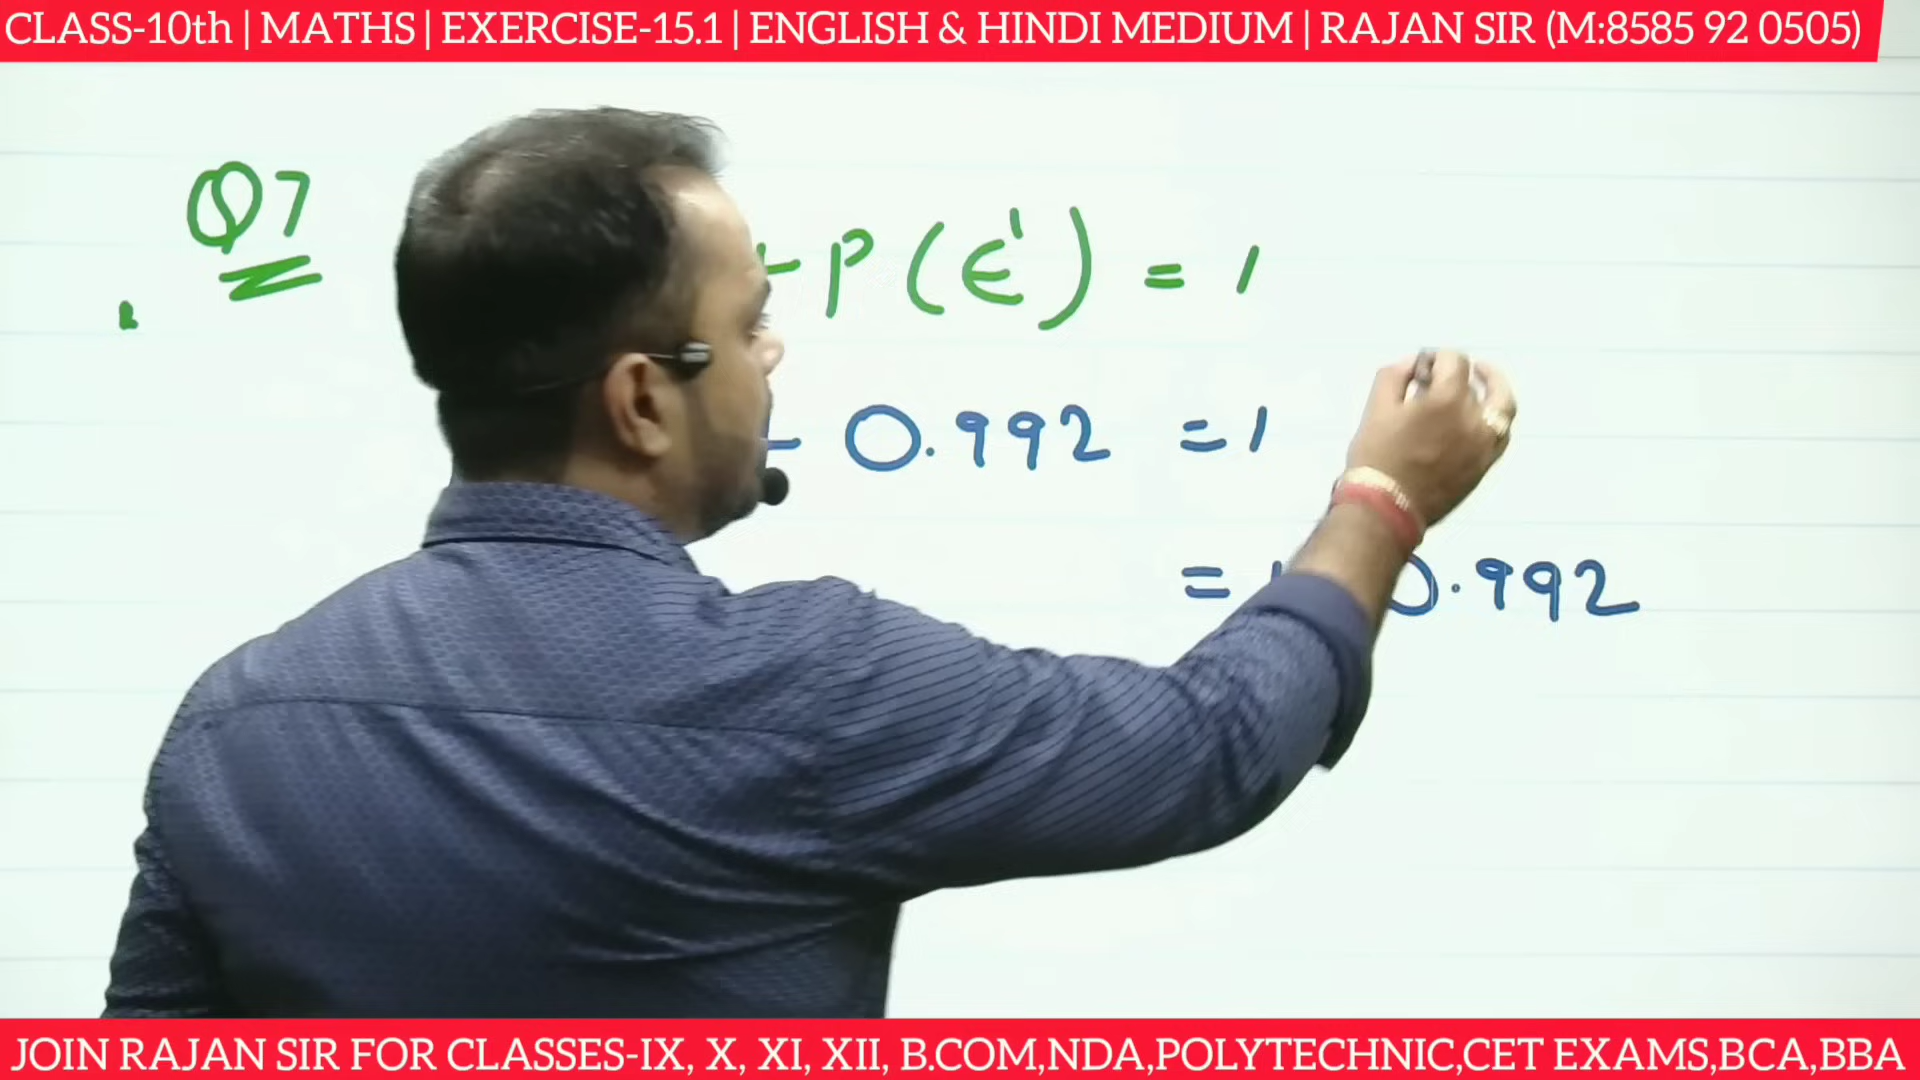 CLASS-10th | MATHS | EXERCISE-15.1 | ENGLISH & HINDI MEDIUM | RAJAN SIR (M:8585 92 0505)
Q7
+ P(E') = 1
+ 0.992 = 1
= 1 0.992
JOIN RAJAN SIR FOR CLASSES-IX, X, XI, XII, B.COM,NDA,POLYTECHNIC,CET EXAMS,BCA,BBA